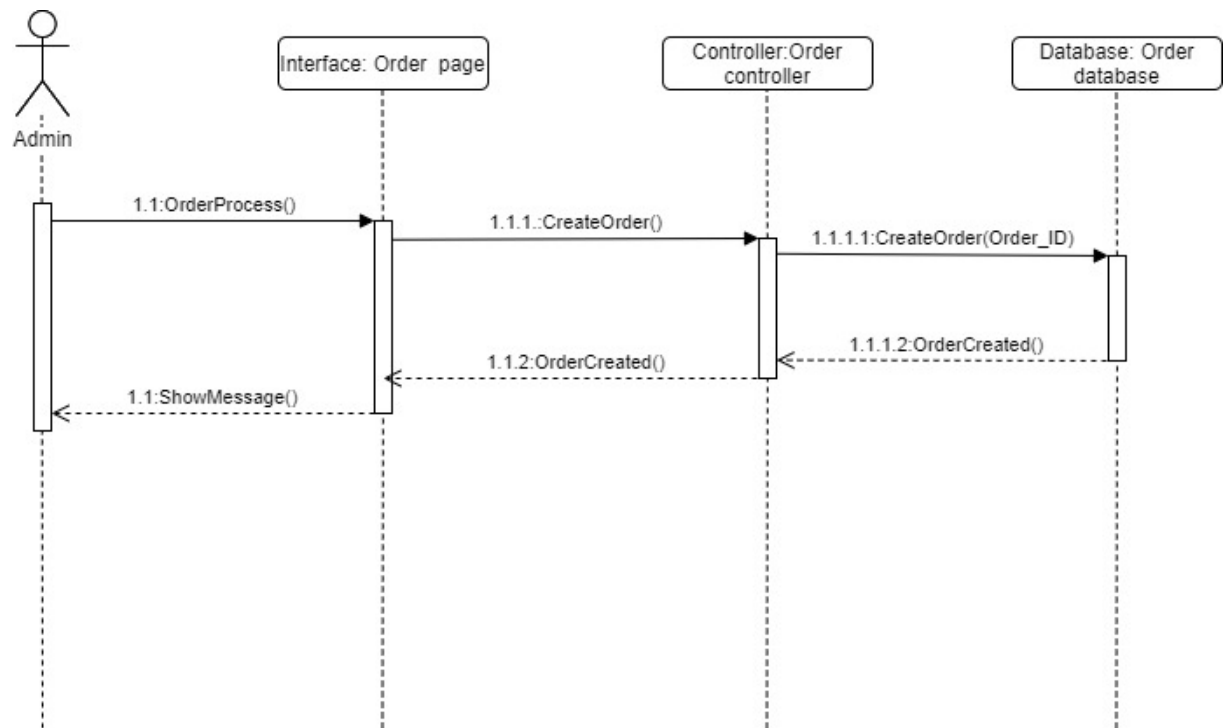 Interface: Order page
Controller:Order
controller
Database: Order
database
Admin
1.1:OrderProcess()
1.1.1.:CreateOrder()
1.1.1.1:CreateOrder(Order_ID)
1.1.1.2:OrderCreated()
1.1.2:OrderCreated()
1.1:ShowMessage()